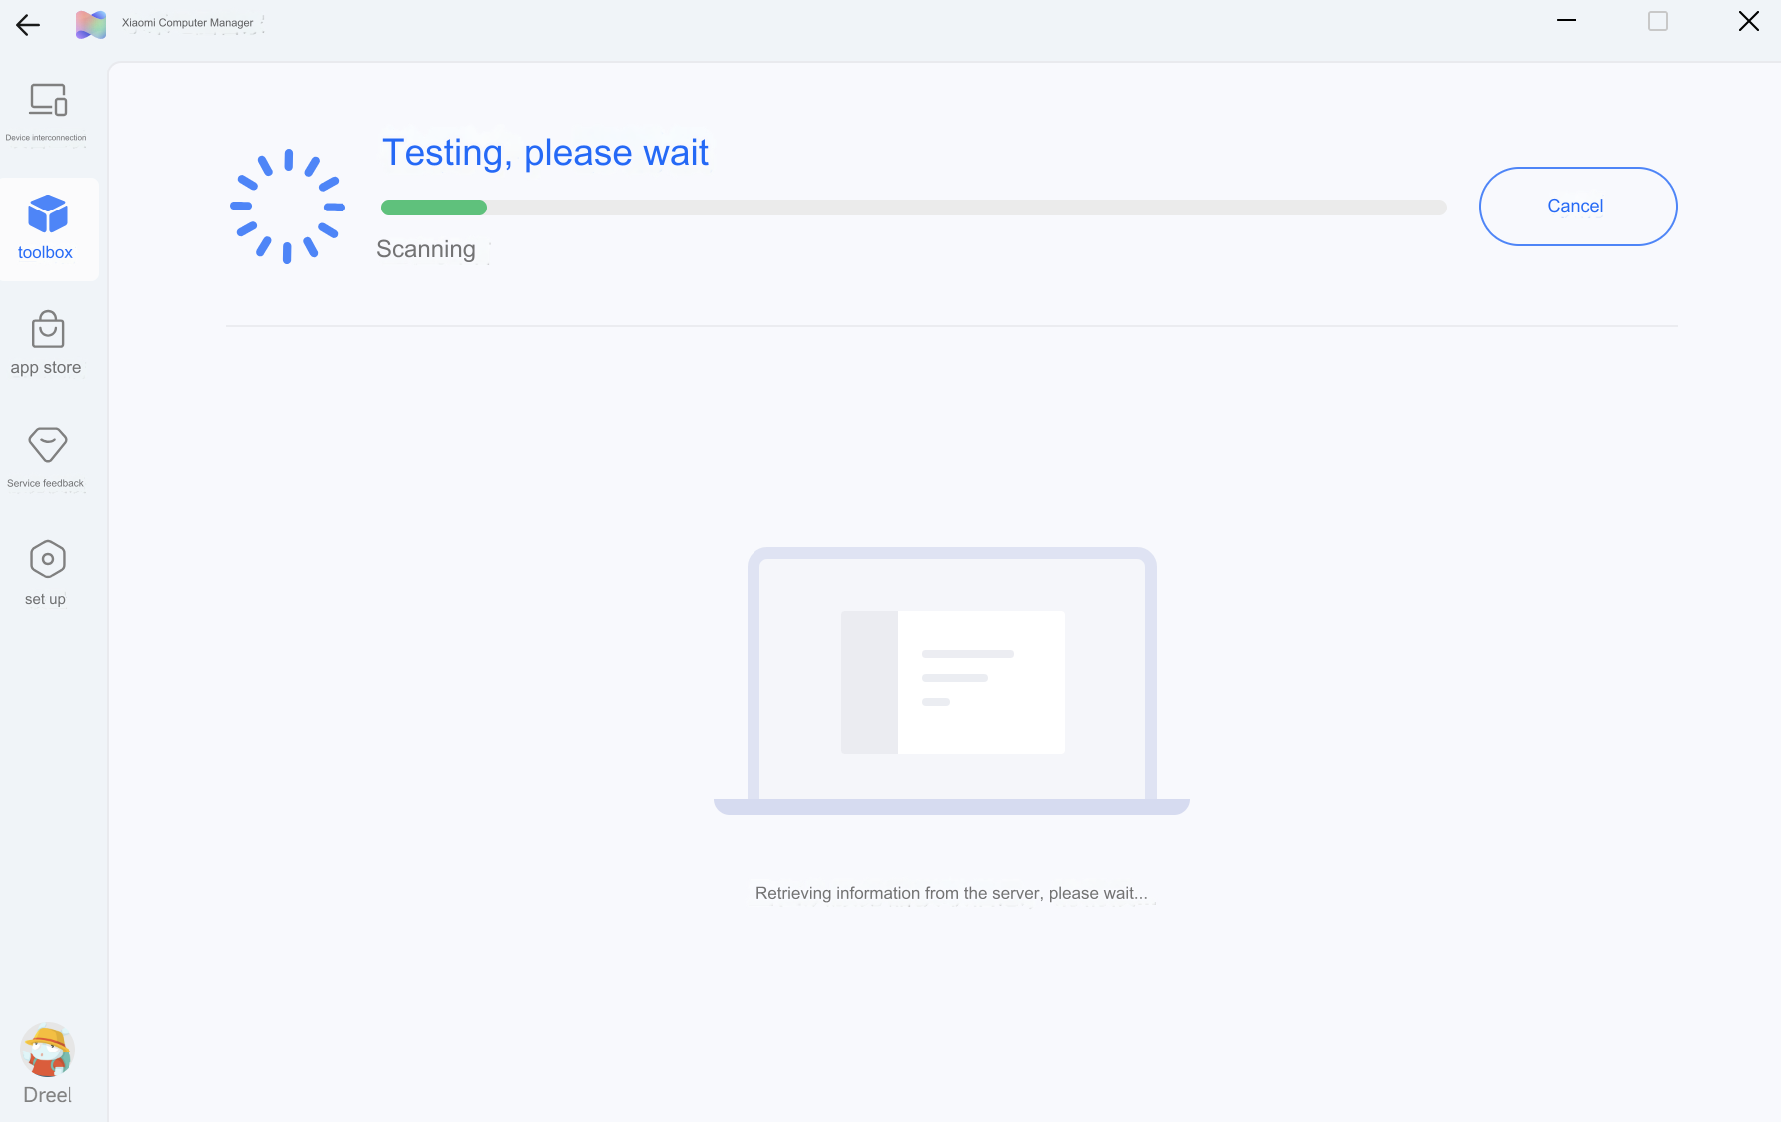 Xiaomi Computer Manager
Device interconnection
toolbox
app store
Service feedback
set up
Dreel
Testing, please wait
Scanning
Cancel
Retrieving information from the server, please wait...